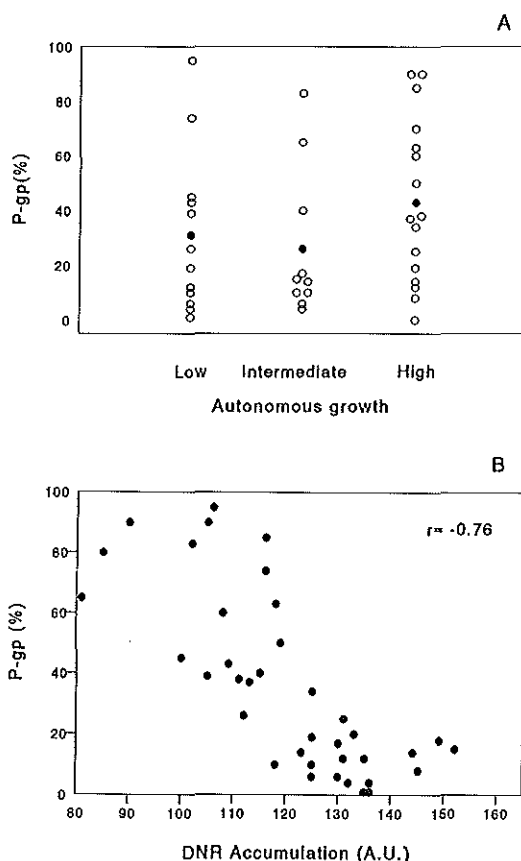 A
100
80
60
40
20
0
P-gp(%)
Low Intermediate High
Autonomous growth
B
r= -0.76
100
80
60
40
20
0
P-gp (%)
80 90 100 110 120 130 140 150 160
DNR Accumulation (A.U.)